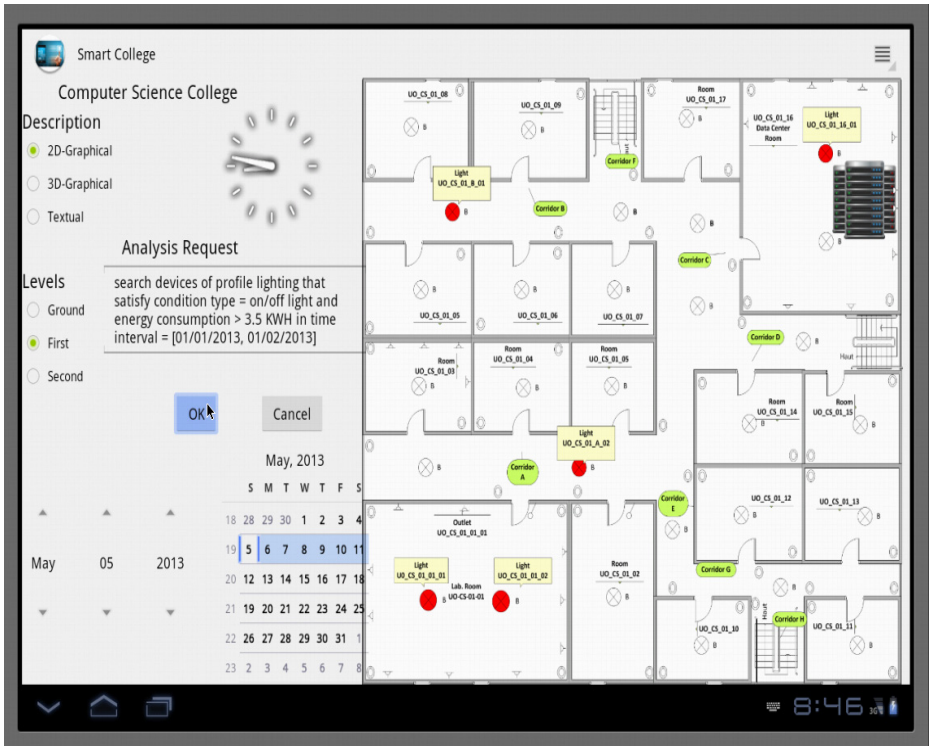 Smart College
Computer Science College
Description
2D-Graphical
3D-Graphical
Textual
Analysis Request
Levels
Ground
First
Second
search devices of profile lighting that
satisfy condition type = on/off light and
energy consumption > 3.5 KWH in time
interval = [01/01/2013, 01/02/2013]
OK
Cancel
May, 2013
S M T W T F S
18 28 29 30 1 2 3 4
19 5 6 7 8 9 10 11
20 12 13 14 15 16 17 18
21 19 20 21 22 23 24 25
22 26 27 28 29 30 31 1
23 2 3 4 5 6 7 8
May 05 2013
UO_CS_01_08
B
UO_CS_01_09
B
Corridor F
Room
UO_CS_01_17
B
UO_CS_01_16
Data Center
Room
Light
UO_CS_01_16_01
B
B
Light
UO_CS_01_B_01
B
Corridor B
B
B
Corridor C
B
B
UO_CS_01_05
B
UO_CS_01_06
B
UO_CS_01_07
Corridor D
B
Haut
Room
UO_CS_01_03
B
Room
UO_CS_01_04
B
Room
UO_CS_01_05
B
Room
UO_CS_01_14
B
Room
UO_CS_01_15
B
Light
UO_CS_01_A_02
B
B
Corridor
A
Corridor
E
B
UO_CS_01_12
B
UO_CS_01_13
B
Outlet
UO_CS_01_01_01
Light
UO_CS_01_01_01
B
Light
UO_CS_01_01_02
B
Lab. Room
UO-CS-01-01
Room
UO_CS_01_02
B
Corridor G
B
Haut
Corridor H
UO_CS_01_10
B
UO_CS_01_11
B
8:46
3G